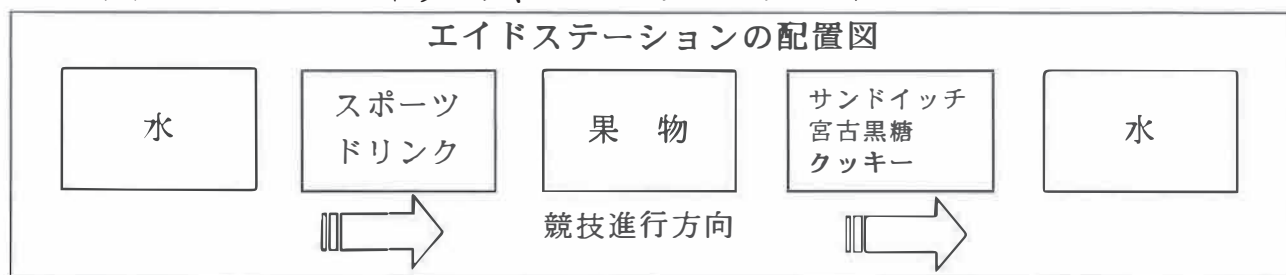 エイドステーションの配置図
水
スポーツ
ドリンク
果 物
サンドイッチ
宮古黒糖
クッキー
水
競技進行方向